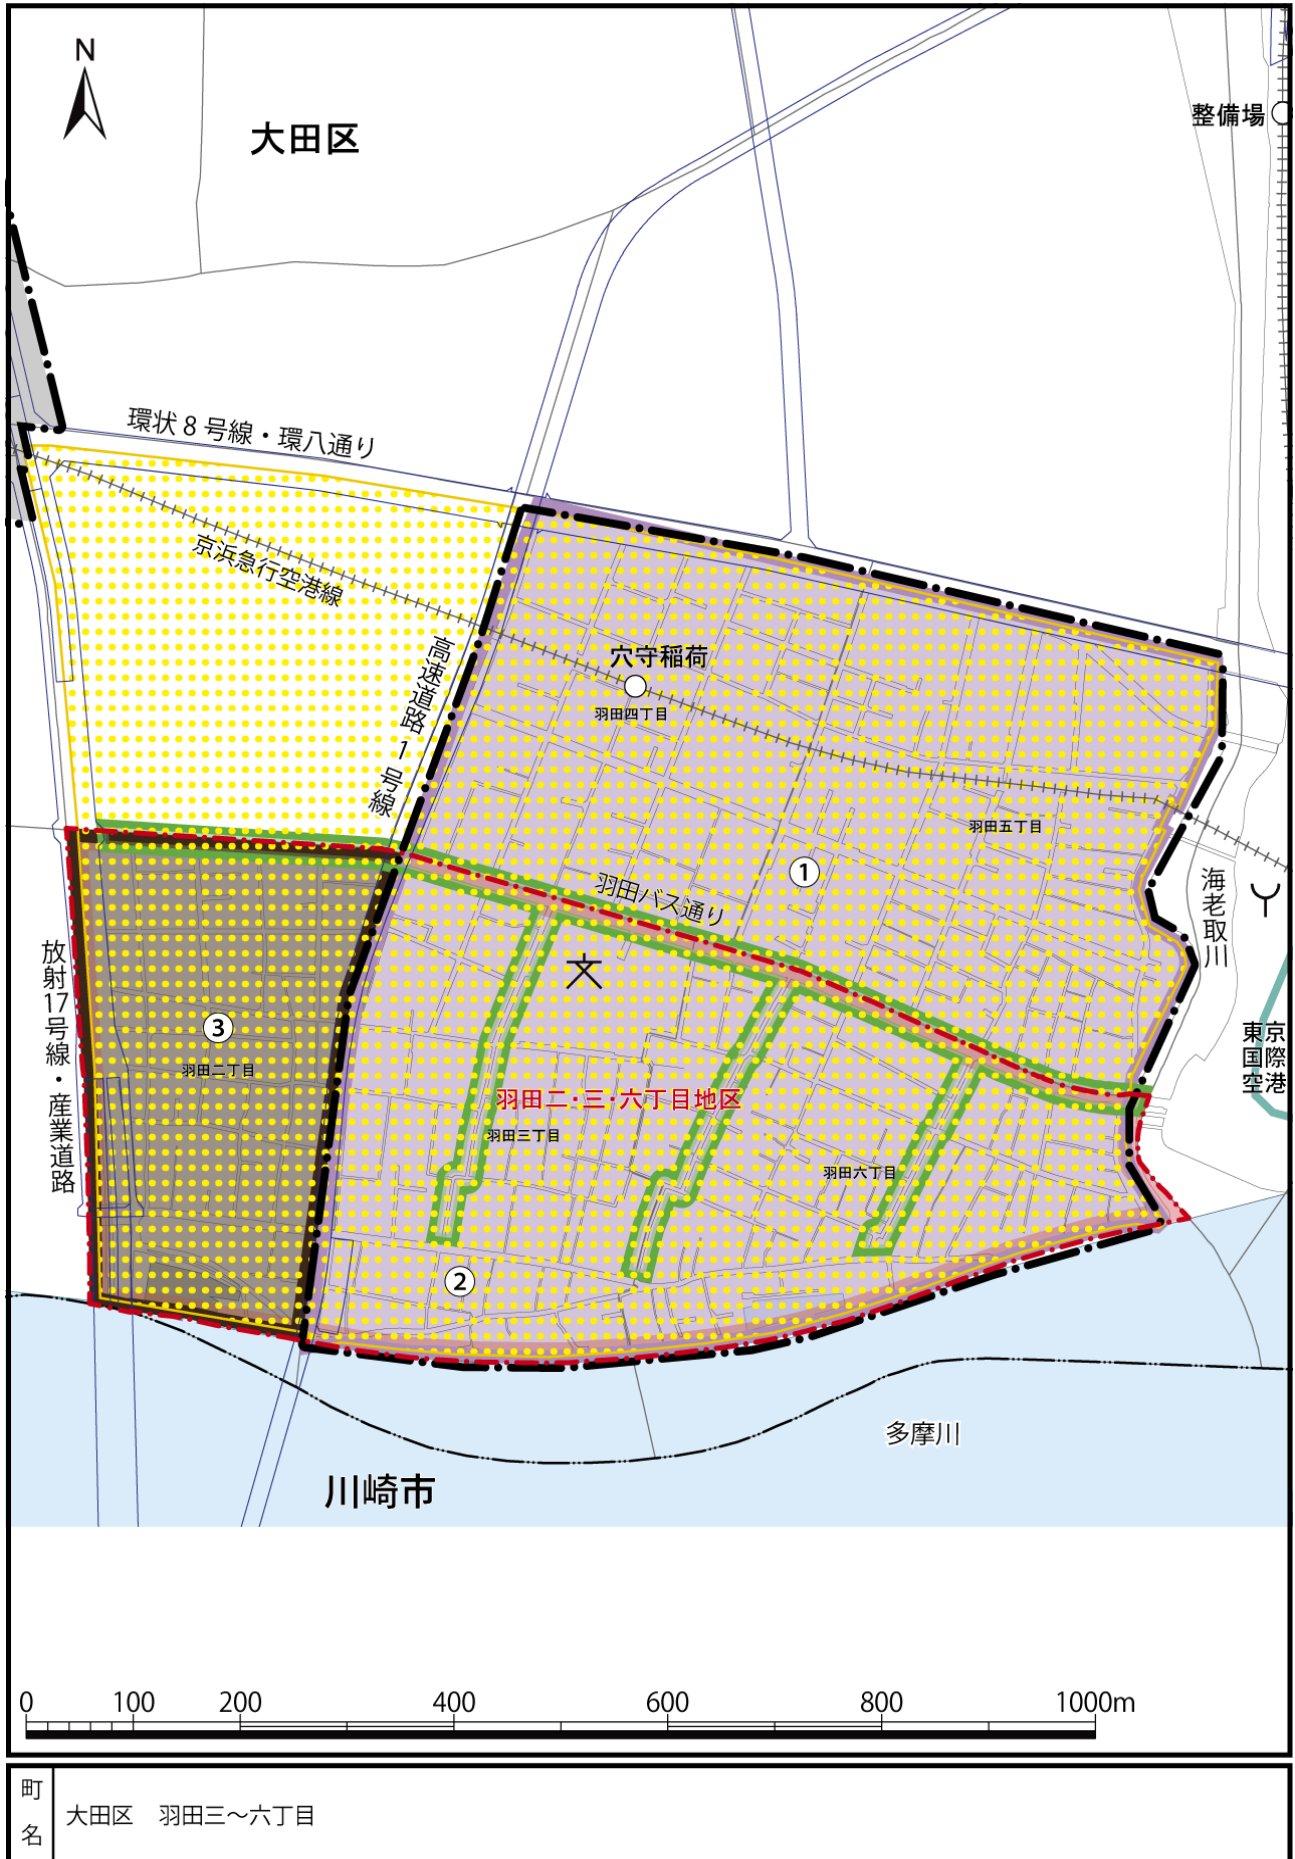 N
大田区
整備場
環状8号線・環八通り
京浜急行空港線
高速道路1号線
穴守稲荷
羽田四丁目
羽田五丁目
①
羽田バス通り
海老取川
文
放射17号線・産業道路
③
羽田二丁目
東京国際空港
羽田二・三・六丁目地区
羽田三丁目
羽田六丁目
②
多摩川
川崎市
0 100 200 400 600 800 1000m
町名
大田区 羽田三～六丁目